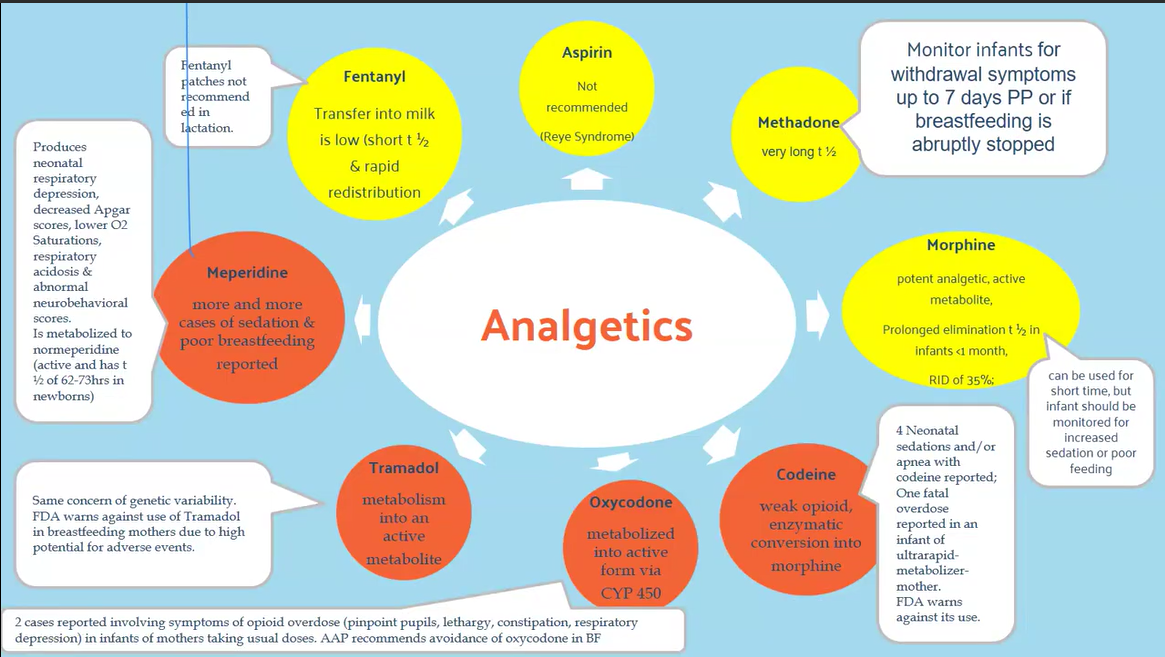 Analgetics
Aspirin
Not
recommended
(Reye Syndrome)
Methadone
very long t ½
Monitor infants for
withdrawal symptoms
up to 7 days PP or if
breastfeeding is
abruptly stopped
Morphine
potent analgetic, active
metabolite,
Prolonged elimination t ½ in
infants <1 month,
RID of 35%;
can be used for
short time, but
infant should be
monitored for
increased
sedation or poor
feeding
Codeine
weak opioid,
enzymatic
conversion into
morphine
4 Neonatal
sedations and/or
apnea with
codeine reported;
One fatal
overdose
reported in an
infant of
ultrarapid-
metabolizer-
mother.
FDA warns
against its use.
Oxycodone
metabolized
into active
form via
CYP 450
2 cases reported involving symptoms of opioid overdose (pinpoint pupils, lethargy, constipation, respiratory
depression) in infants of mothers taking usual doses. AAP recommends avoidance of oxycodone in BF
Tramadol
metabolism
into an
active
metabolite
Same concern of genetic variability.
FDA warns against use of Tramadol
in breastfeeding mothers due to high
potential for adverse events.
Meperidine
more and more
cases of sedation &
poor breastfeeding
reported
Produces
neonatal
respiratory
depression,
decreased Apgar
scores, lower O2
Saturations,
respiratory
acidosis &
abnormal
neurobehavioral
scores.
Is metabolized to
normeperidine
(active and has t
½ of 62-73hrs in
newborns)
Fentanyl
Transfer into milk
is low (short t ½
& rapid
redistribution
Fentanyl
patches not
recommend
ed in
lactation.